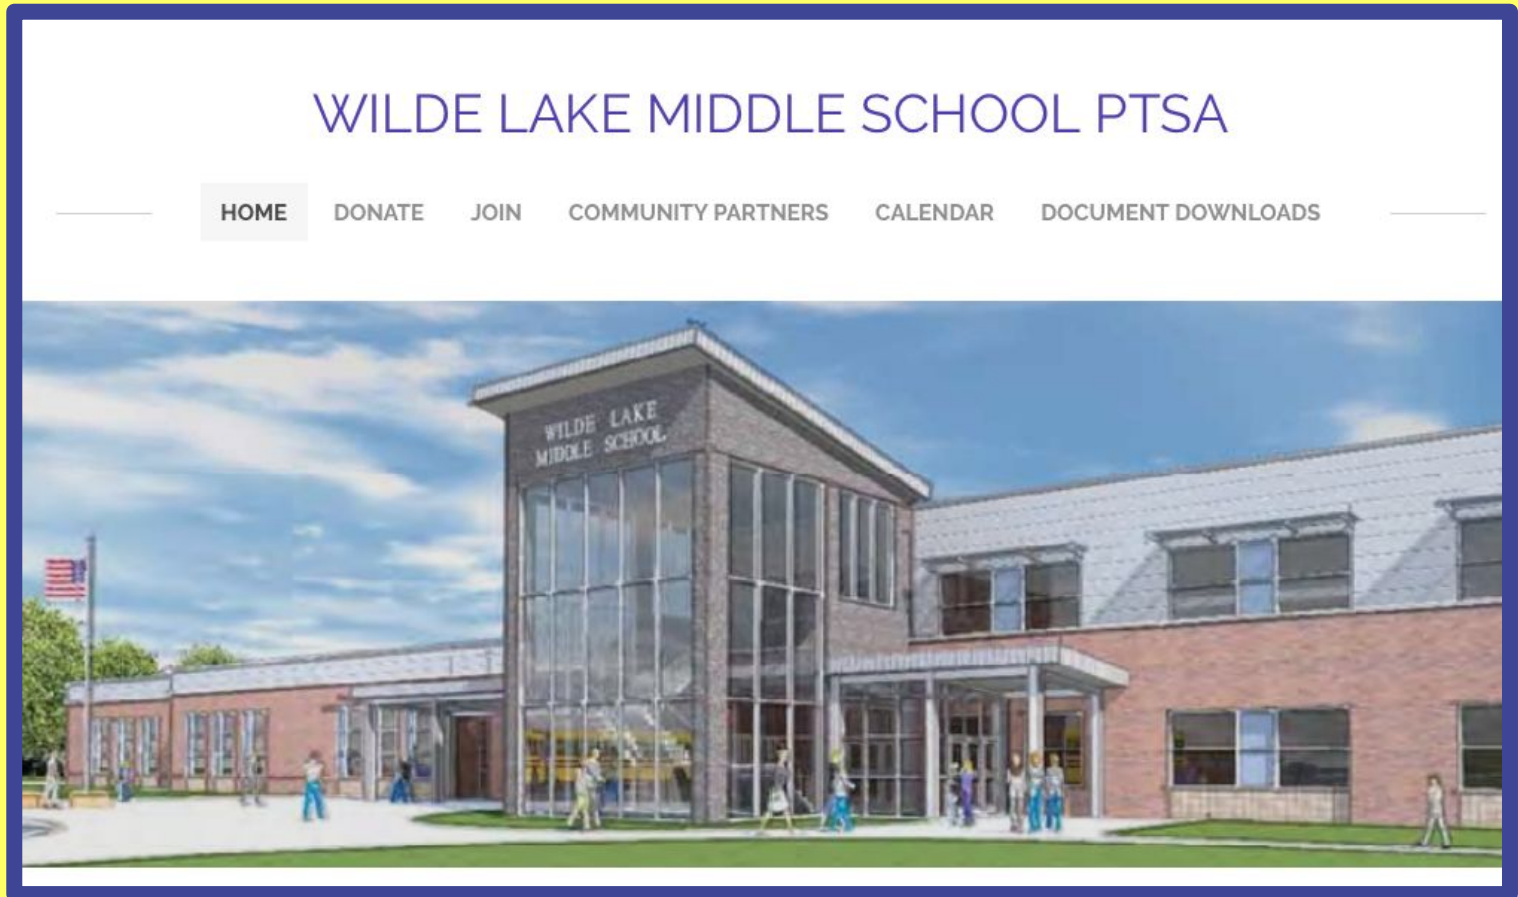 WILDE LAKE MIDDLE SCHOOL PTSA
HOME DONATE JOIN COMMUNITY PARTNERS CALENDAR DOCUMENT DOWNLOADS
WILDE LAKE
MIDDLE SCHOOL